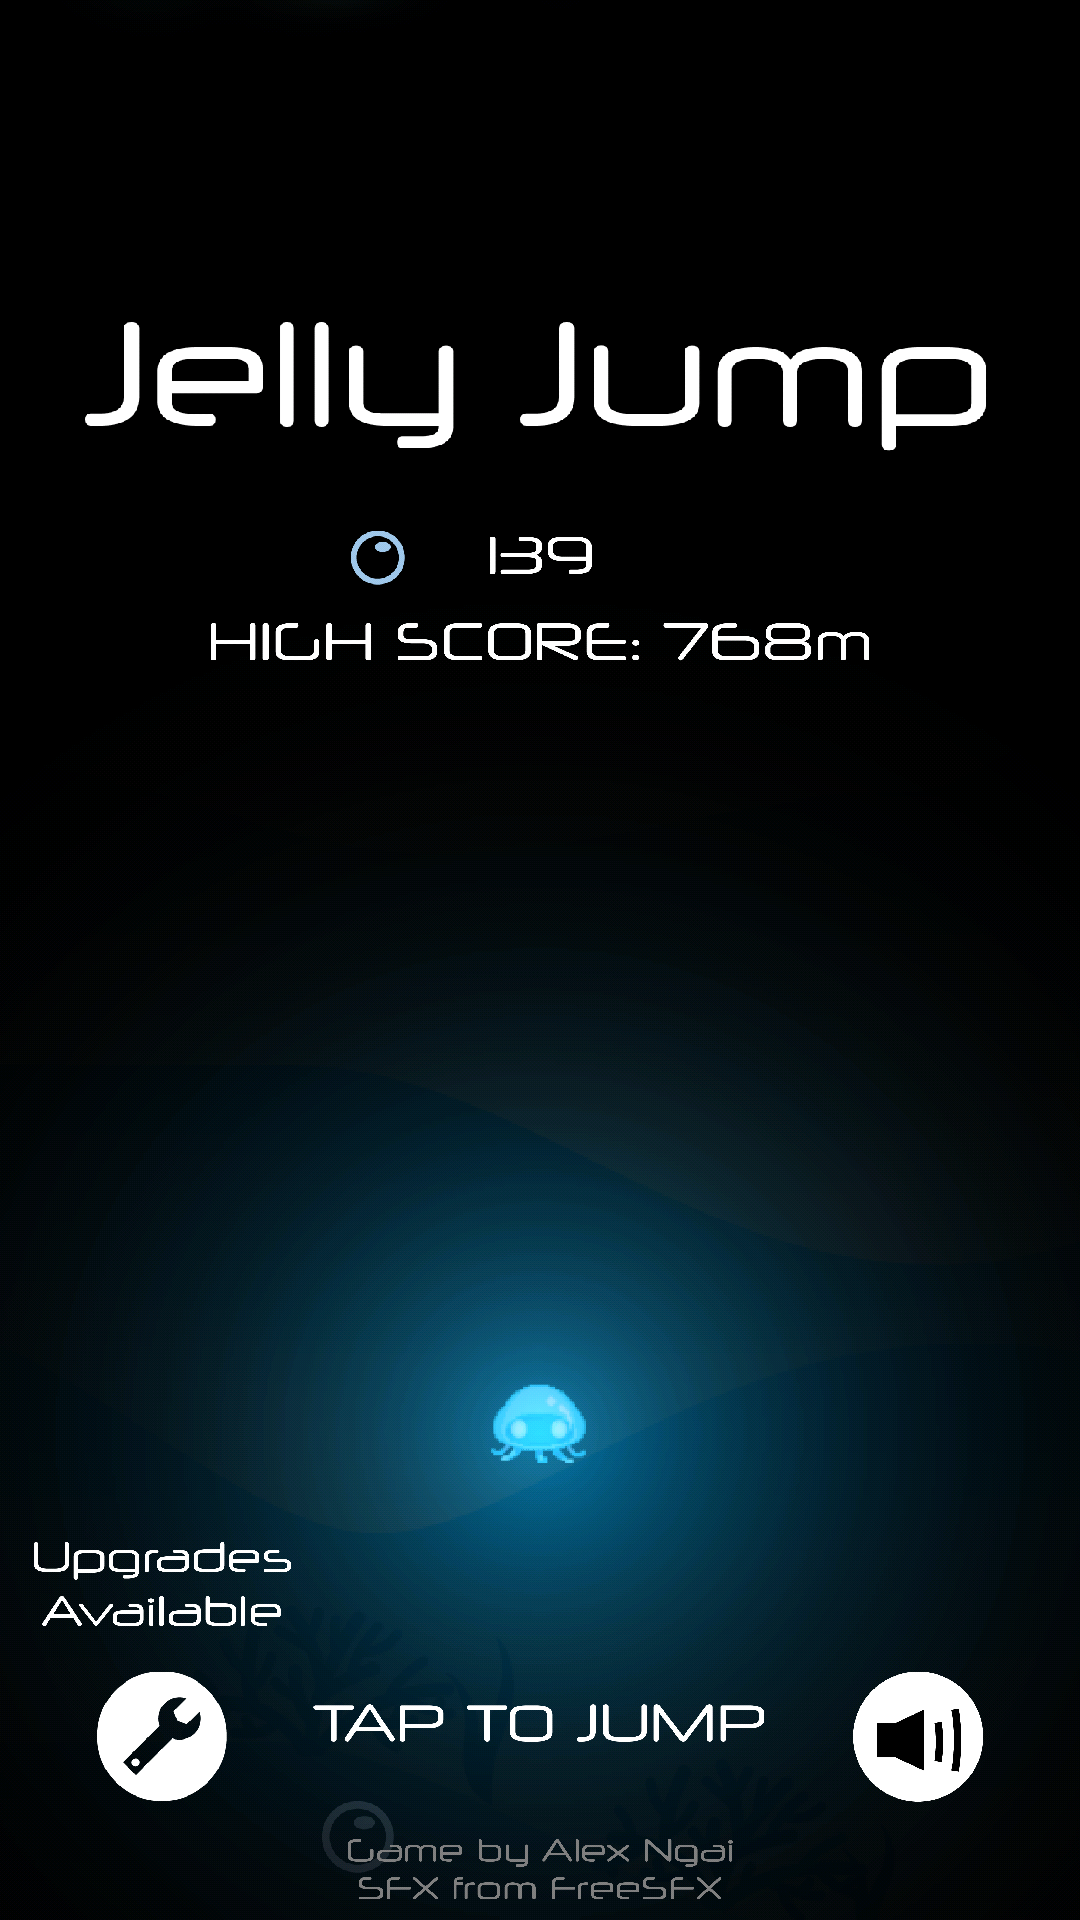 Jelly Jump
139
HIGH SCORE: 768m
Upgrades
Available
TAP TO JUMP
Game by Alex Ngai
SFX from FreeSFX